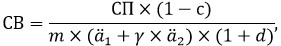 СВ = СП × (1 − с) / m × (ä₁ + γ × ä₂) × (1 + d),